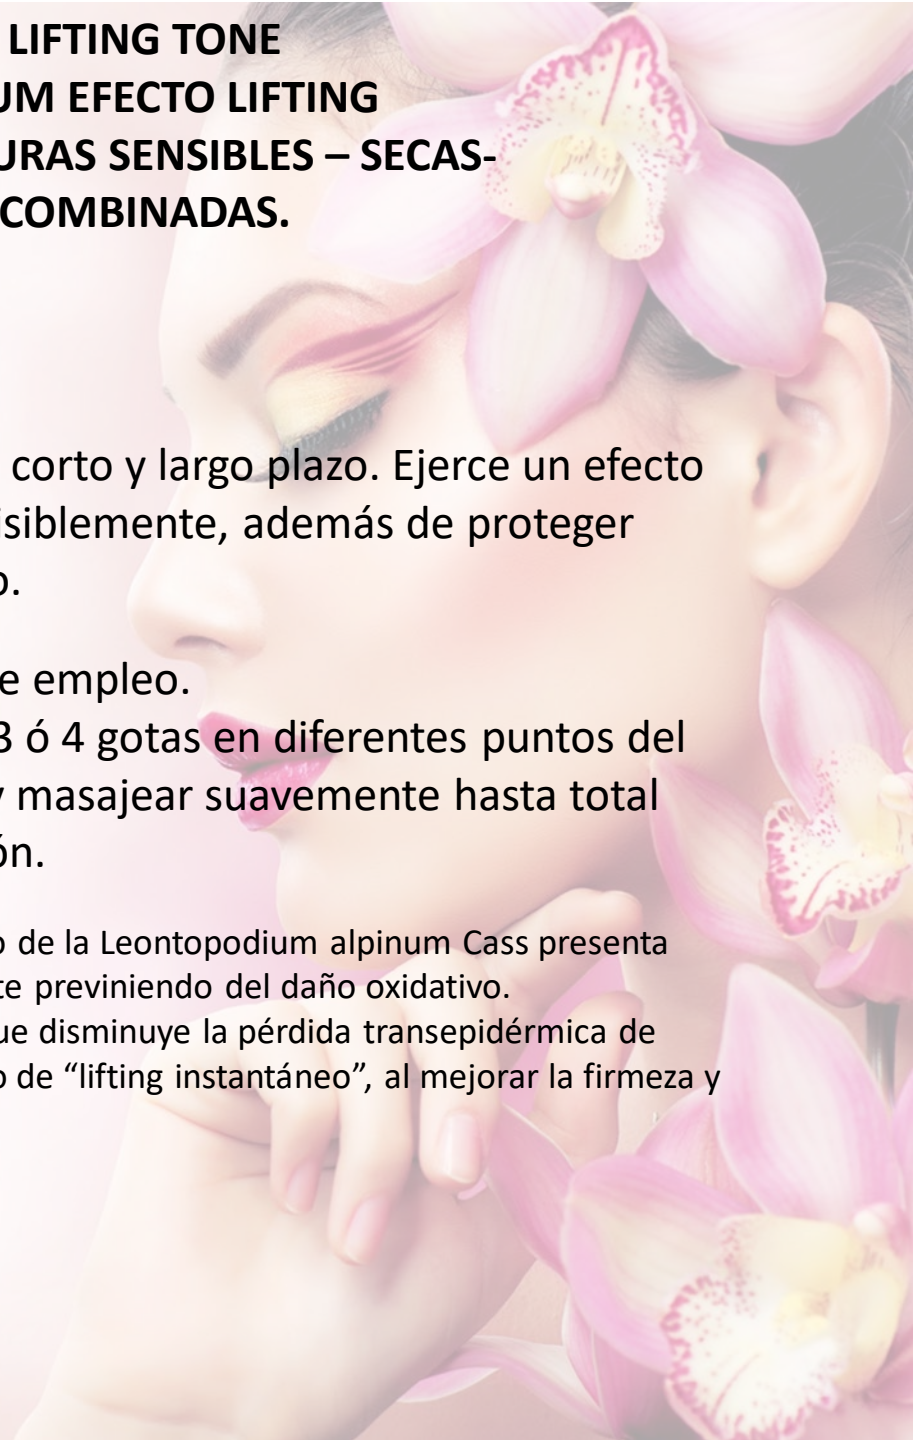 LIFTING TONE
UM EFECTO LIFTING
URAS SENSIBLES – SECAS-
COMBINADAS.
corto y largo plazo. Ejerce un efecto
isiblemente, además de proteger
o.
e empleo.
3 ó 4 gotas en diferentes puntos del
y masajear suavemente hasta total
ón.
o de la Leontopodium alpinum Cass presenta
te previniendo del daño oxidativo.
ue disminuye la pérdida transepidérmica de
o de “lifting instantáneo”, al mejorar la firmeza y